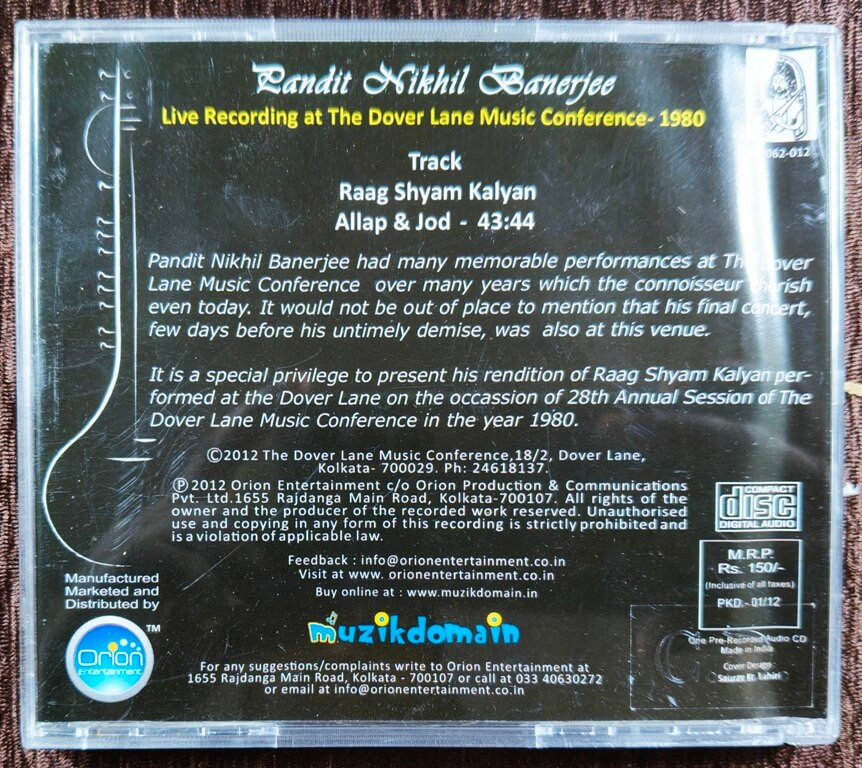 Pandit Nikhil Banerjee
Live Recording at The Dover Lane Music Conference- 1980
062-012
Track
Raag Shyam Kalyan
Allap & Jod - 43:44
Pandit Nikhil Banerjee had many memorable performances at The Dover
Lane Music Conference over many years which the connoisseur cherish
even today. It would not be out of place to mention that his final concert,
few days before his untimely demise, was also at this venue.
It is a special privilege to present his rendition of Raag Shyam Kalyan per-
formed at the Dover Lane on the occassion of 28th Annual Session of The
Dover Lane Music Conference in the year 1980.
©2012 The Dover Lane Music Conference,18/2, Dover Lane,
Kolkata- 700029. Ph: 24618137.
℗2012 Orion Entertainment c/o Orion Production & Communications
Pvt. Ltd.1655 Rajdanga Main Road, Kolkata-700107. All rights of the
owner and the producer of the recorded work reserved. Unauthorised
use and copying in any form of this recording is strictly prohibited and
is a violation of applicable law.
COMPACT
disc
DIGITAL AUDIO
Feedback : info@orionentertainment.co.in
Visit at www. orionentertainment.co.in
Buy online at : www.muzikdomain.in
M.R.P.
Rs. 150/-
(Inclusive of all taxes)
PKD.- 01/12
Manufactured
Marketed and
Distributed by
TM
Orion
Entertainment
muzikdomain
One Pre-Recorded Audio CD
Made in India
Cover Design
Saurav Kr. Lahiri
For any suggestions/complaints write to Orion Entertainment at
1655 Rajdanga Main Road, Kolkata - 700107 or call at 033 40630272
or email at info@orionentertainment.co.in